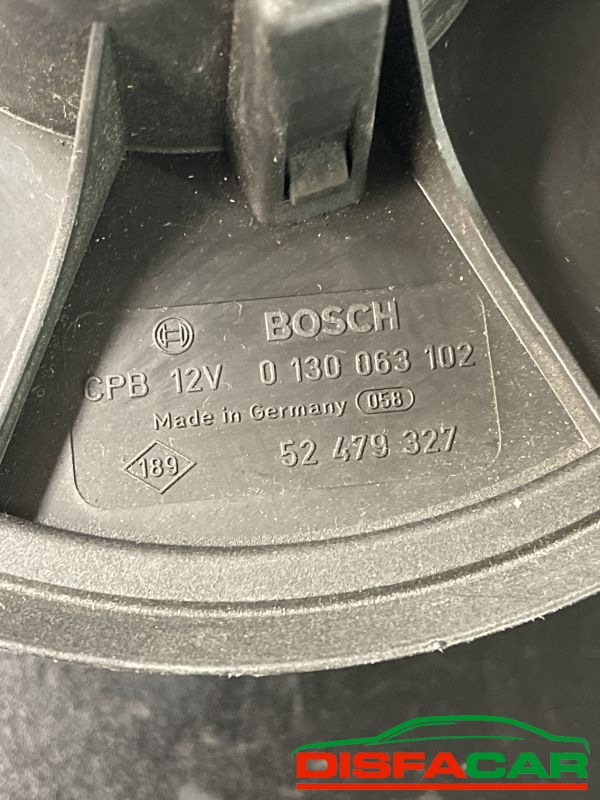 BOSCH
CPB 12V 0 130 063 102
Made in Germany 058
189 52 479 327
DISFACAR